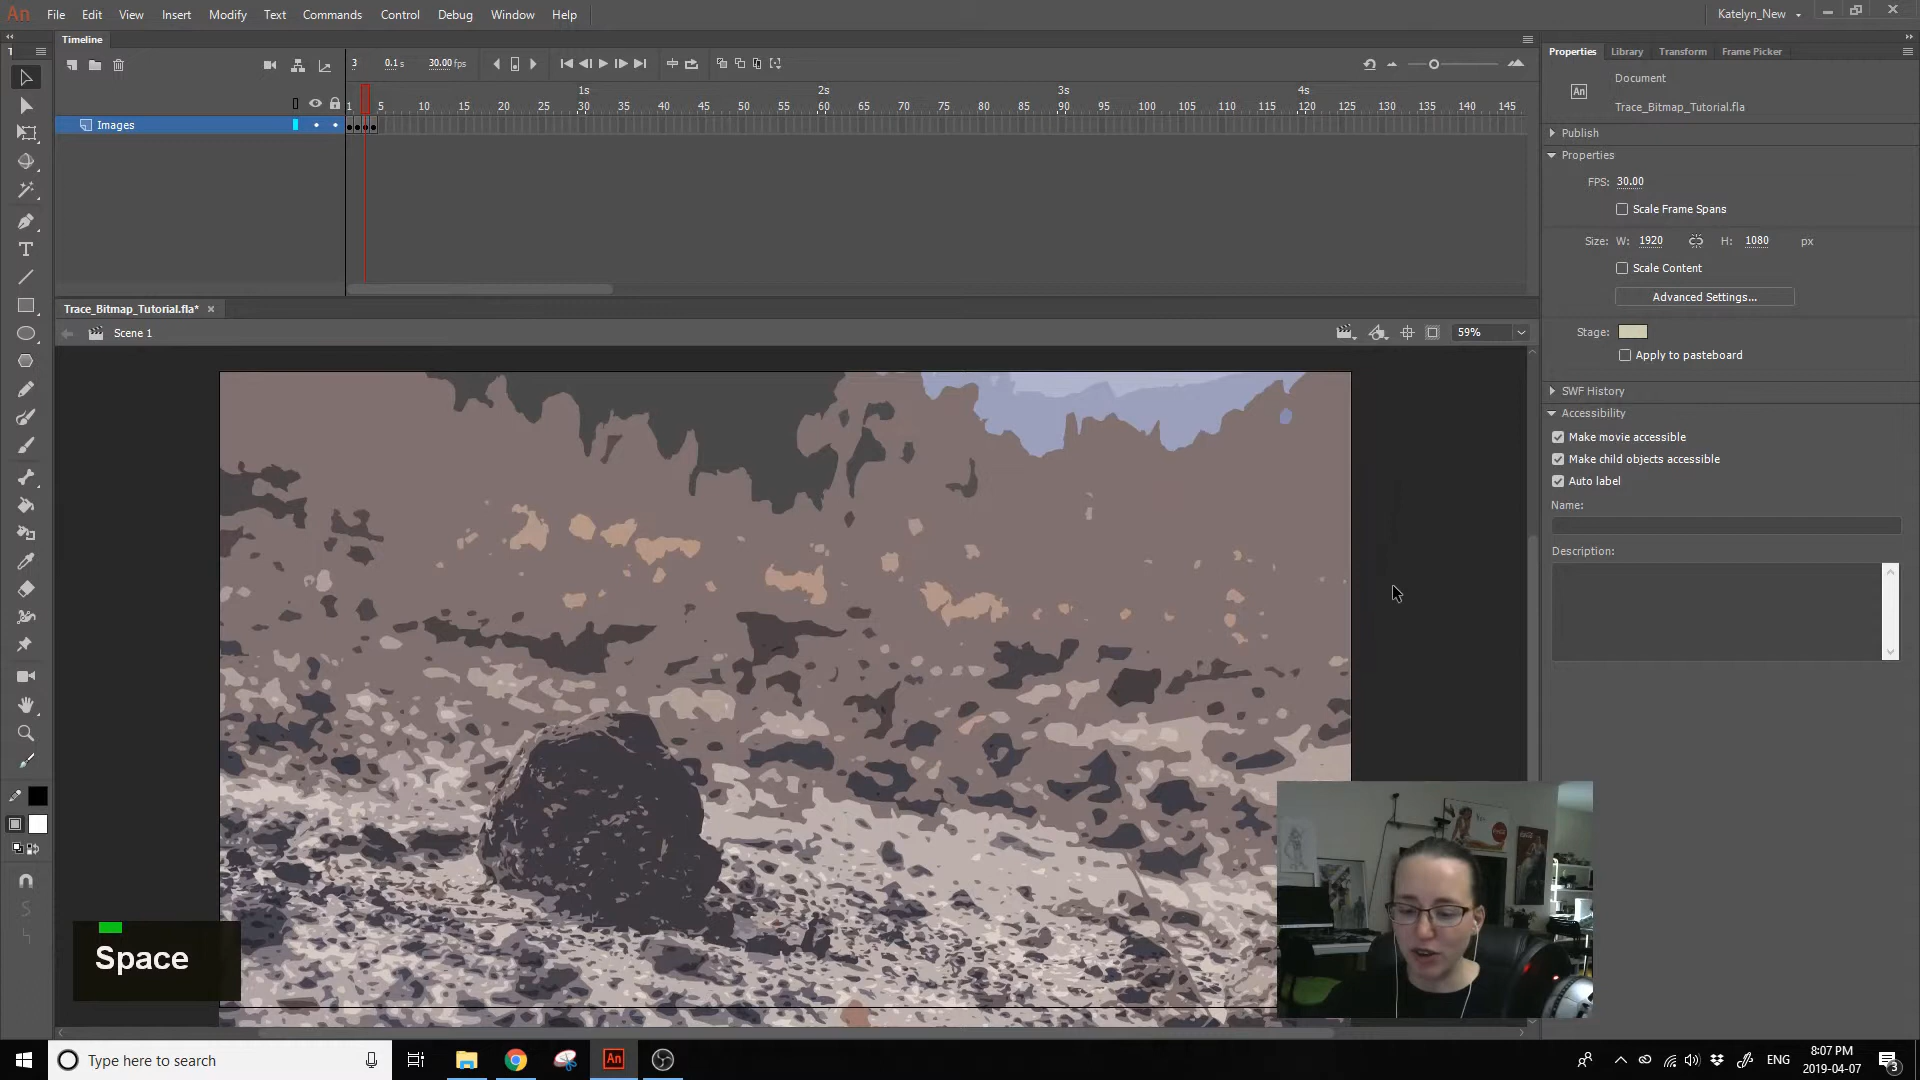 An File Edit View Insert Text Commands Control Debug Window Help Katelyn_New
Timeline
3 0.1 s 30.00 fps
1s 2s 3s 4s
1 5 10 15 20 25 30 35 40 45 50 55 60 65 70 75 80 85 90 95 100 105 110 115 120 125 130 135 140 145
Images
Trace_Bitmap_Tutorial.fla*
Scene 1
59%
Properties Library Transform Frame Picker
Document
An
Trace_Bitmap_Tutorial.fla
Publish
Properties
FPS: 30.00
Scale Frame Spans
Size: W: 1920 H: 1080 px
Scale Content
Advanced Settings...
Stage:
Apply to pasteboard
SWF History
Accessibility
Make movie accessible
Make child objects accessible
Auto label
Name:
Description:
Space
Type here to search
An
ENG
8:07 PM
2019-04-07
3